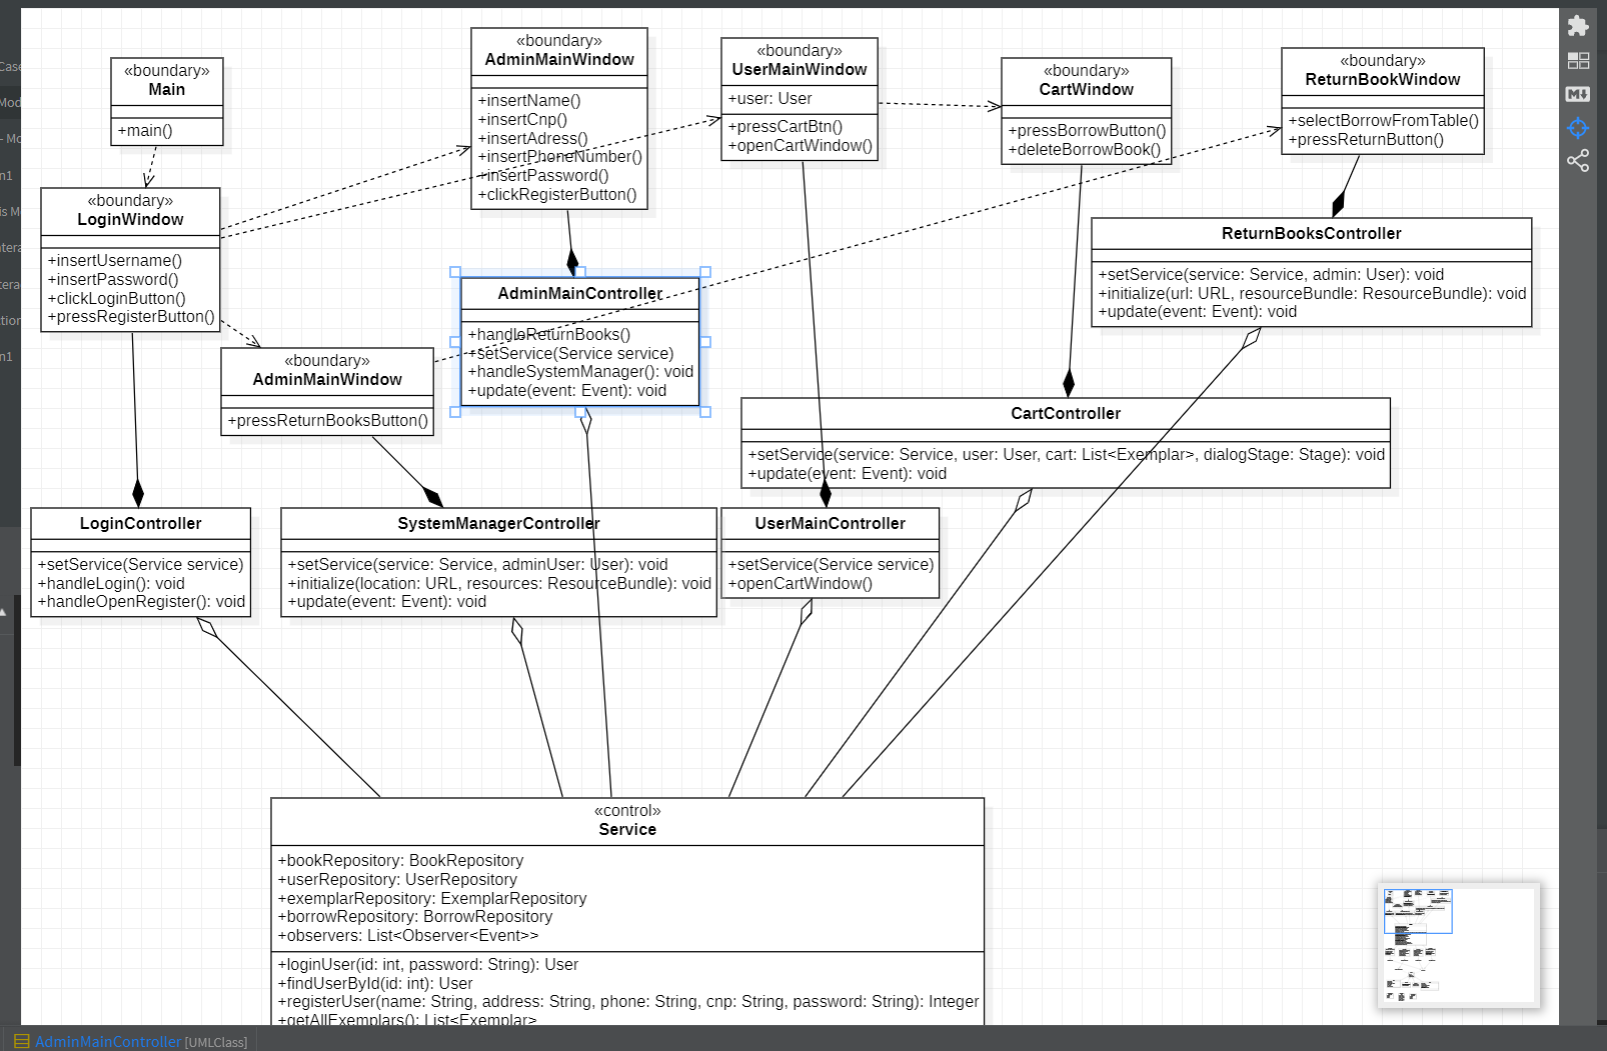 «boundary»
Main
+main()
«boundary»
AdminMainWindow
+insertName()
+insertCnp()
+insertAdress()
+insertPhoneNumber()
+insertPassword()
+clickRegisterButton()
«boundary»
UserMainWindow
+user: User
+pressCartBtn()
+openCartWindow()
«boundary»
CartWindow
+pressBorrowButton()
+deleteBorrowBook()
«boundary»
ReturnBookWindow
+selectBorrowFromTable()
+pressReturnButton()
«boundary»
LoginWindow
+insertUsername()
+insertPassword()
+clickLoginButton()
+pressRegisterButton()
ReturnBooksController
+setService(service: Service, admin: User): void
+initialize(url: URL, resourceBundle: ResourceBundle): void
+update(event: Event): void
AdminMainController
+handleReturnBooks()
+setService(Service service)
+handleSystemManager(): void
+update(event: Event): void
«boundary»
AdminMainWindow
+pressReturnBooksButton()
CartController
+setService(service: Service, user: User, cart: List<Exemplar>, dialogStage: Stage): void
+update(event: Event): void
LoginController
+setService(Service service)
+handleLogin(): void
+handleOpenRegister(): void
SystemManagerController
+setService(service: Service, adminUser: User): void
+initialize(location: URL, resources: ResourceBundle): void
+update(event: Event): void
UserMainController
+setService(Service service)
+openCartWindow()
«control»
Service
+bookRepository: BookRepository
+userRepository: UserRepository
+exemplarRepository: ExemplarRepository
+borrowRepository: BorrowRepository
+observers: List<Observer<Event>>
+loginUser(id: int, password: String): User
+findUserById(id: int): User
+registerUser(name: String, address: String, phone: String, cnp: String, password: String): Integer
+getAllExemplars(): List<Exemplar>
Case
Mod
- Mo
n1
is M
ntera
tera
tion
n1
M
AdminMainController [UMLClass]